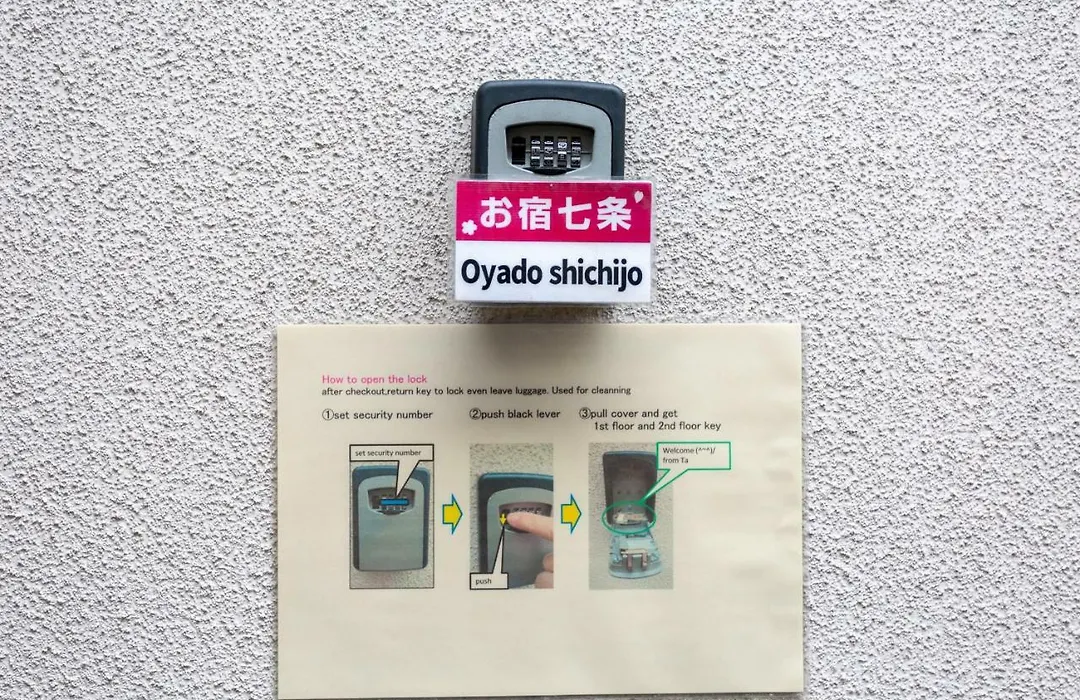 お宿七条
Oyado shichijo
How to open the lock
after checkout,return key to lock even leave luggage. Used for cleanning
①set security number
②push black lever
③pull cover and get
1st floor and 2nd floor key
set security number
push
Welcome (^~^)/
from Ta